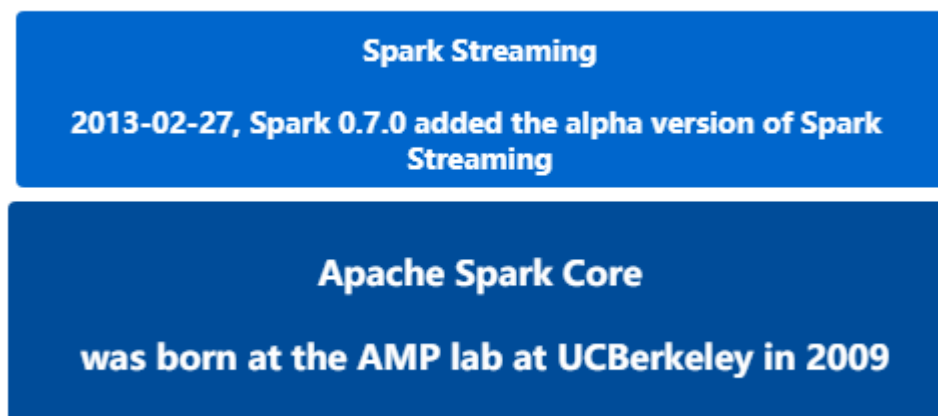 Spark Streaming
2013-02-27, Spark 0.7.0 added the alpha version of Spark
Streaming
Apache Spark Core
was born at the AMP lab at UCBerkeley in 2009